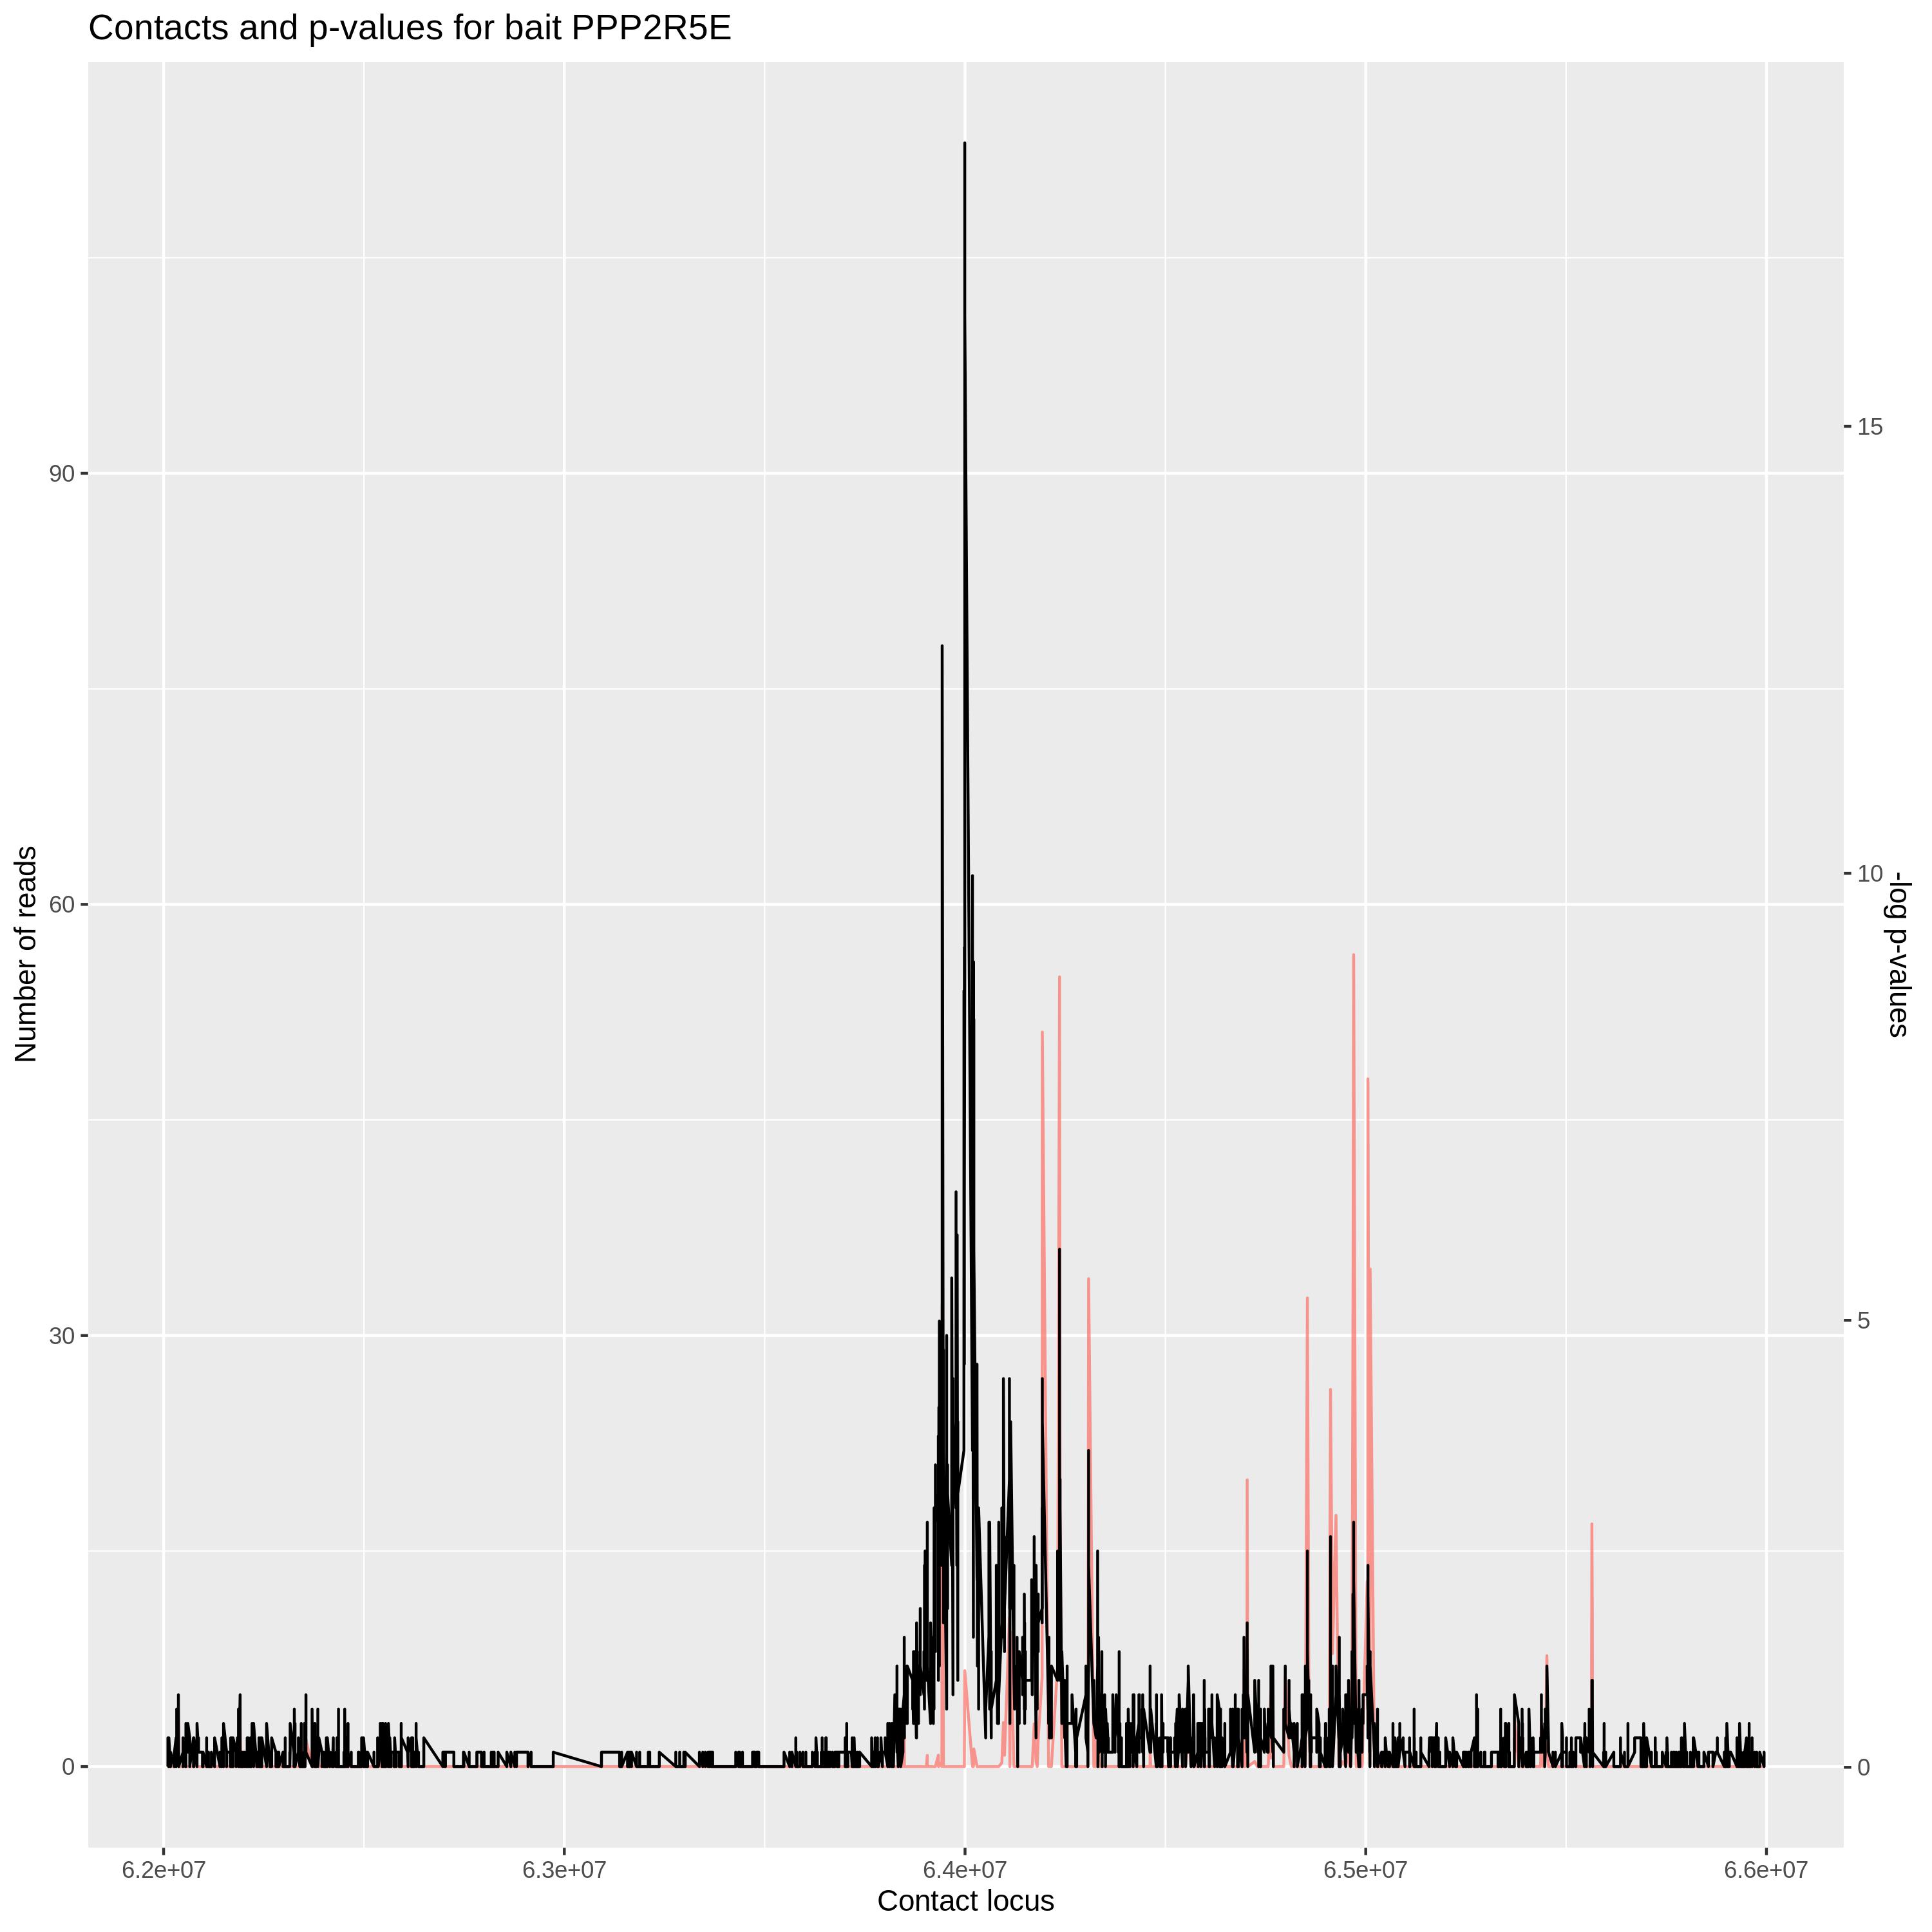 Contacts and p-values for bait PPP2R5E
Number of reads
90
60
30
0
15
10
5
0
-log p-values
6.2e+07
6.3e+07
6.4e+07
6.5e+07
6.6e+07
Contact locus